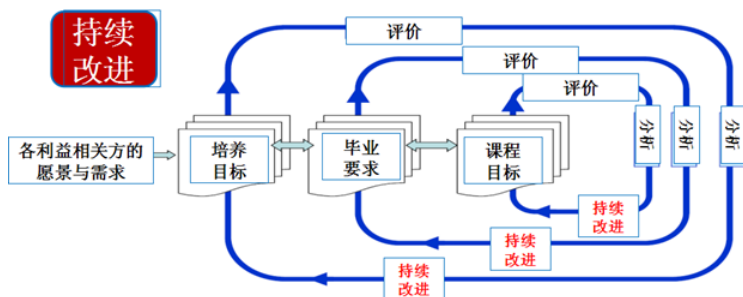 持续
改进
评价
评价
评价
各利益相关方的
愿景与需求
培养
目标
毕业
要求
课程
目标
分析
分析
分析
持续
改进
持续
改进
持续
改进